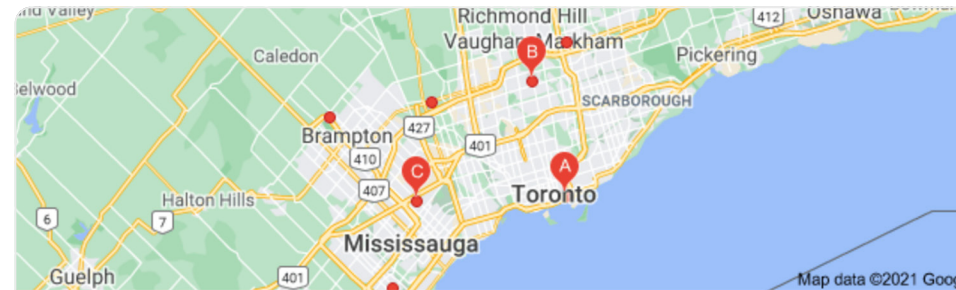 Richmond Hill
412
Oshawa
Vaughan
Markham
B
Pickering
Caledon
SCARBOROUGH
427
Brampton
401
410
C
A
407
Toronto
Halton Hills
6
7
Mississauga
Guelph
401
Map data ©2021